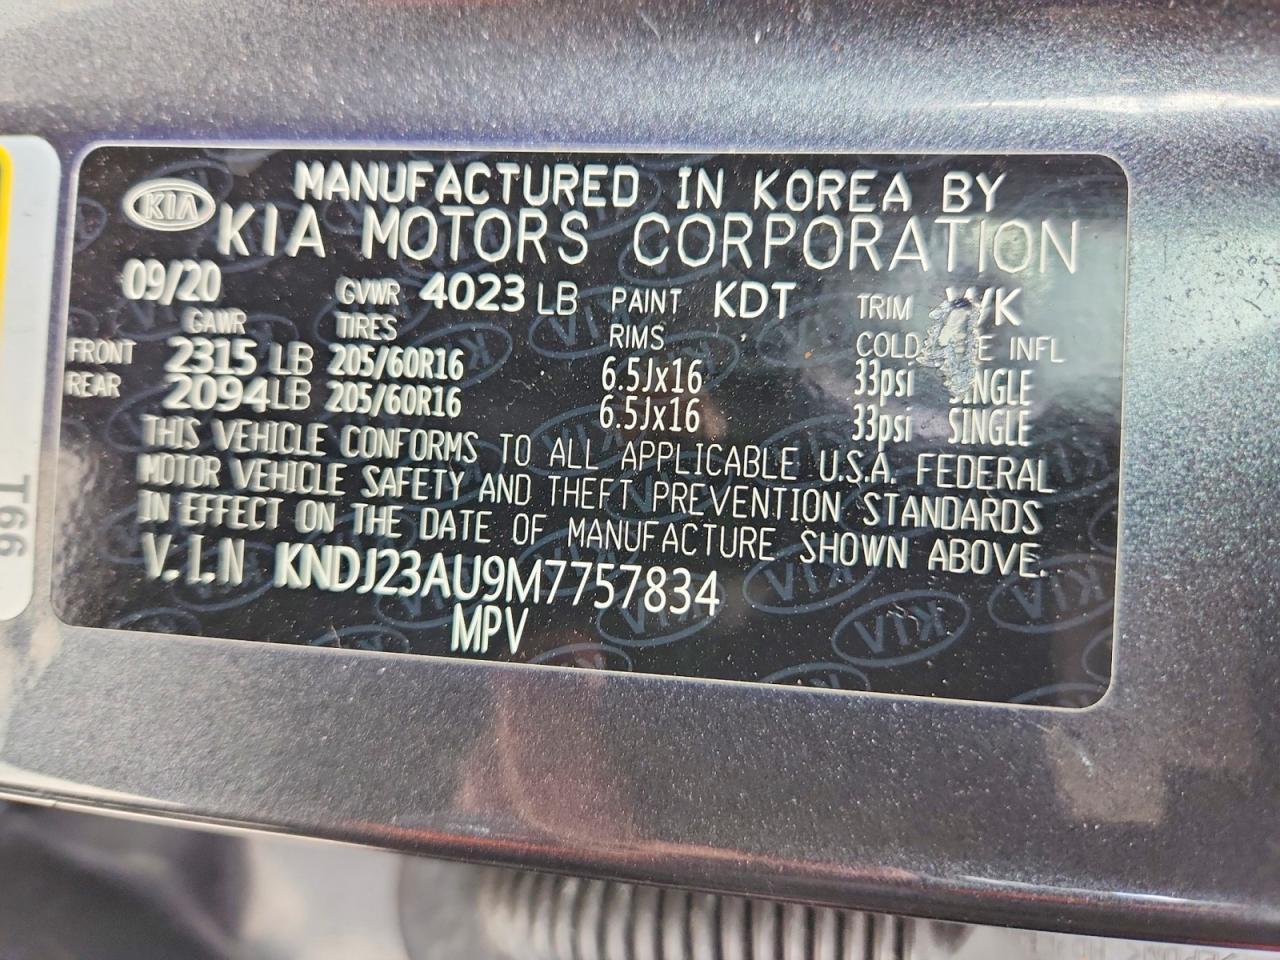 KIA MANUFACTURED IN KOREA BY
KIA MOTORS CORPORATION
09/20 GVWR 4023 LB PAINT KDT TRIM
GAWR TIRES RIMS COLD INFL
FRONT 2315 LB 205/60R16 6.5Jx16 33psi
REAR 2094LB 205/60R16 6.5Jx16 33psi SINGLE
THIS VEHICLE CONFORMS TO ALL APPLICABLE U.S.A. FEDERAL
MOTOR VEHICLE SAFETY AND THEFT PREVENTION STANDARDS
IN EFFECT ON THE DATE OF MANUFACTURE SHOWN ABOVE.
V.I.N KNDJ23AU9M7757834
MPV